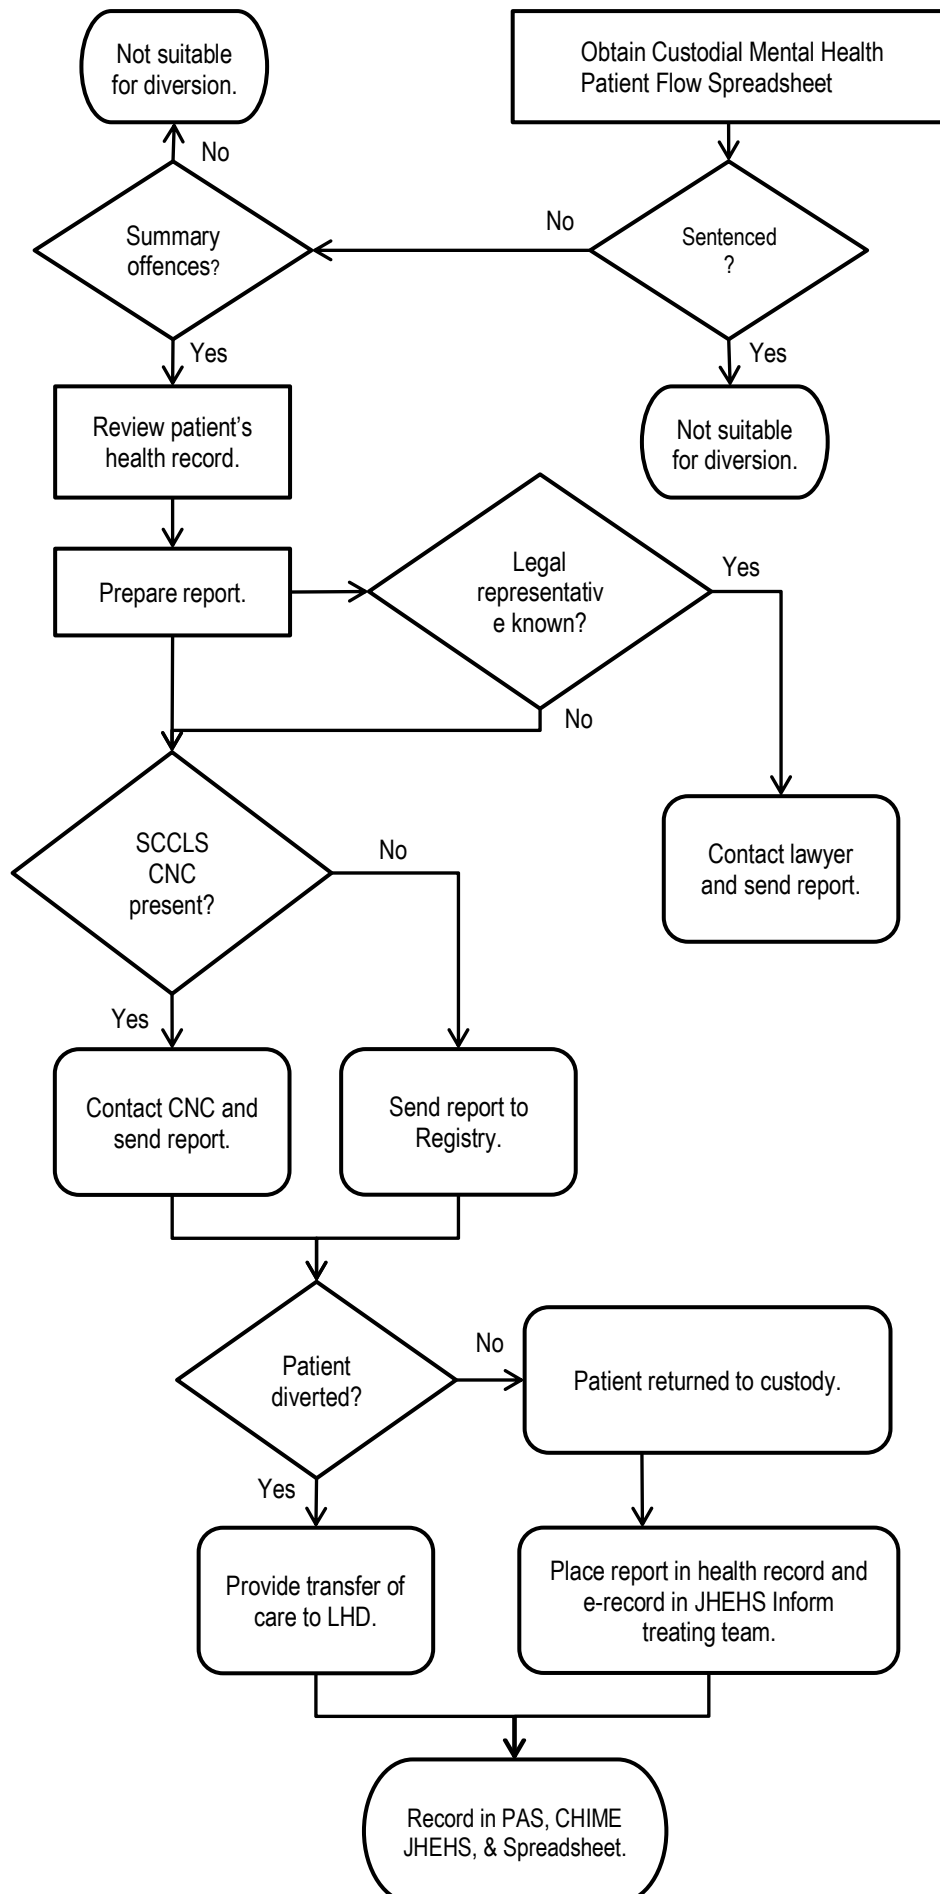 Not suitable
for diversion.
Obtain Custodial Mental Health
Patient Flow Spreadsheet
No
Summary
offences?
No
Sentenced
?
Yes
Yes
Review patient’s
health record.
Not suitable
for diversion.
Prepare report.
Legal
representativ
e known?
Yes
No
SCCLS
CNC
present?
No
Contact lawyer
and send report.
Yes
Contact CNC and
send report.
Send report to
Registry.
Patient
diverted?
No
Patient returned to custody.
Yes
Provide transfer of
care to LHD.
Place report in health record and
e-record in JHEHS Inform
treating team.
Record in PAS, CHIME
JHEHS, & Spreadsheet.